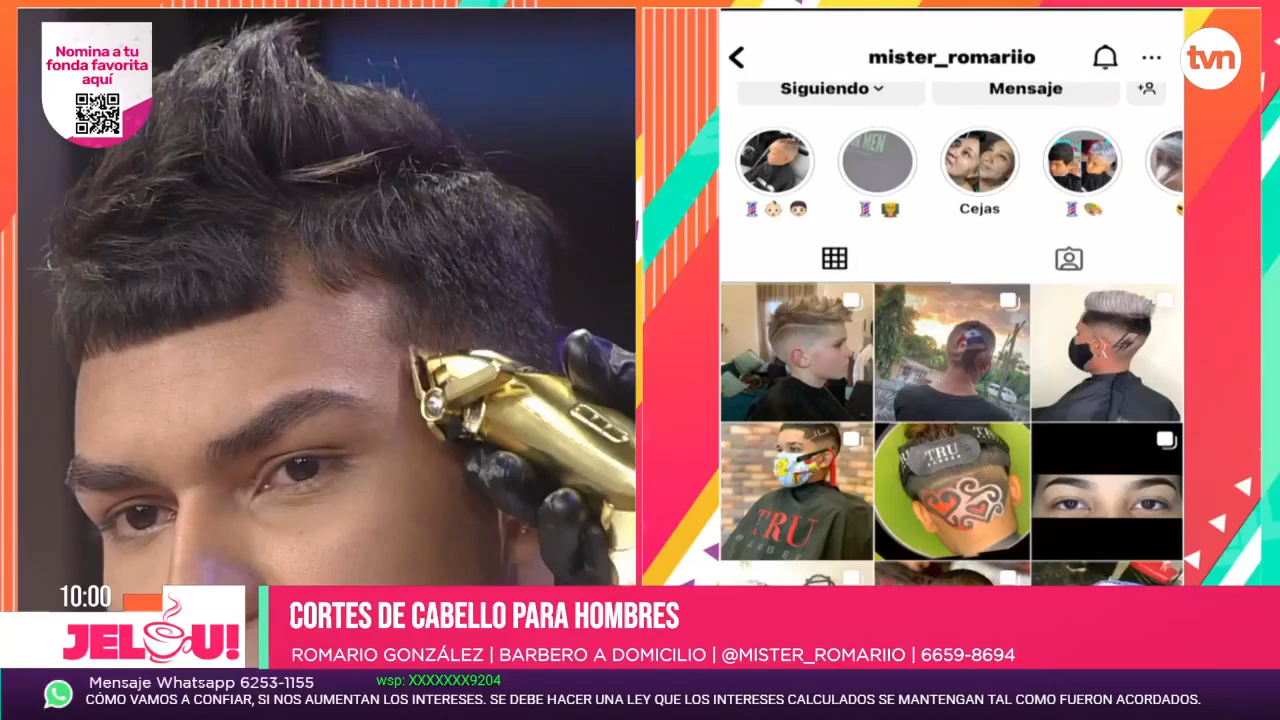 Nomina a tu
fonda favorita
aquí
mister_romariio
tvn
Siguiendo
Mensaje
Cejas
TRU
TRU
10:00
JELOU!
CORTES DE CABELLO PARA HOMBRES
ROMARIO GONZÁLEZ | BARBERO A DOMICILIO | @MISTER_ROMARIIO | 6659-8694
Mensaje Whatsapp 6253-1155
wsp: XXXXXXX9204
CÓMO VAMOS A CONFIAR, SI NOS AUMENTAN LOS INTERESES. SE DEBE HACER UNA LEY QUE LOS INTERESES CALCULADOS SE MANTENGAN TAL COMO FUERON ACORDADOS.